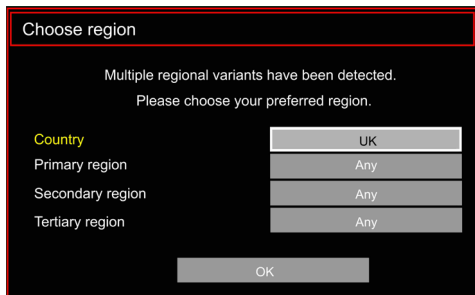 Choose region
Multiple regional variants have been detected.
Please choose your preferred region.
Country UK
Primary region Any
Secondary region Any
Tertiary region Any
OK